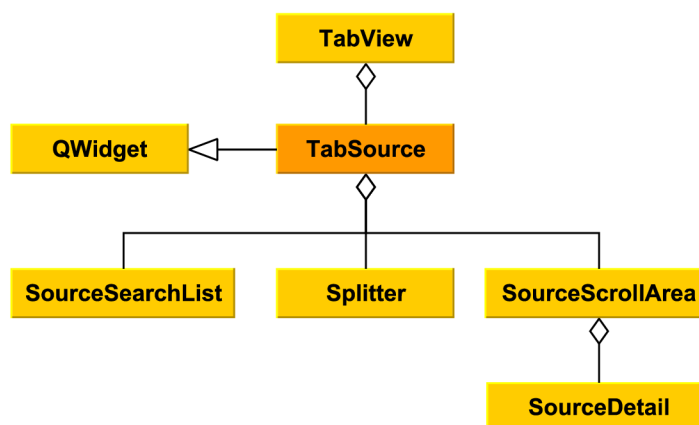 TabView
QWidget
TabSource
SourceSearchList
Splitter
SourceScrollArea
SourceDetail